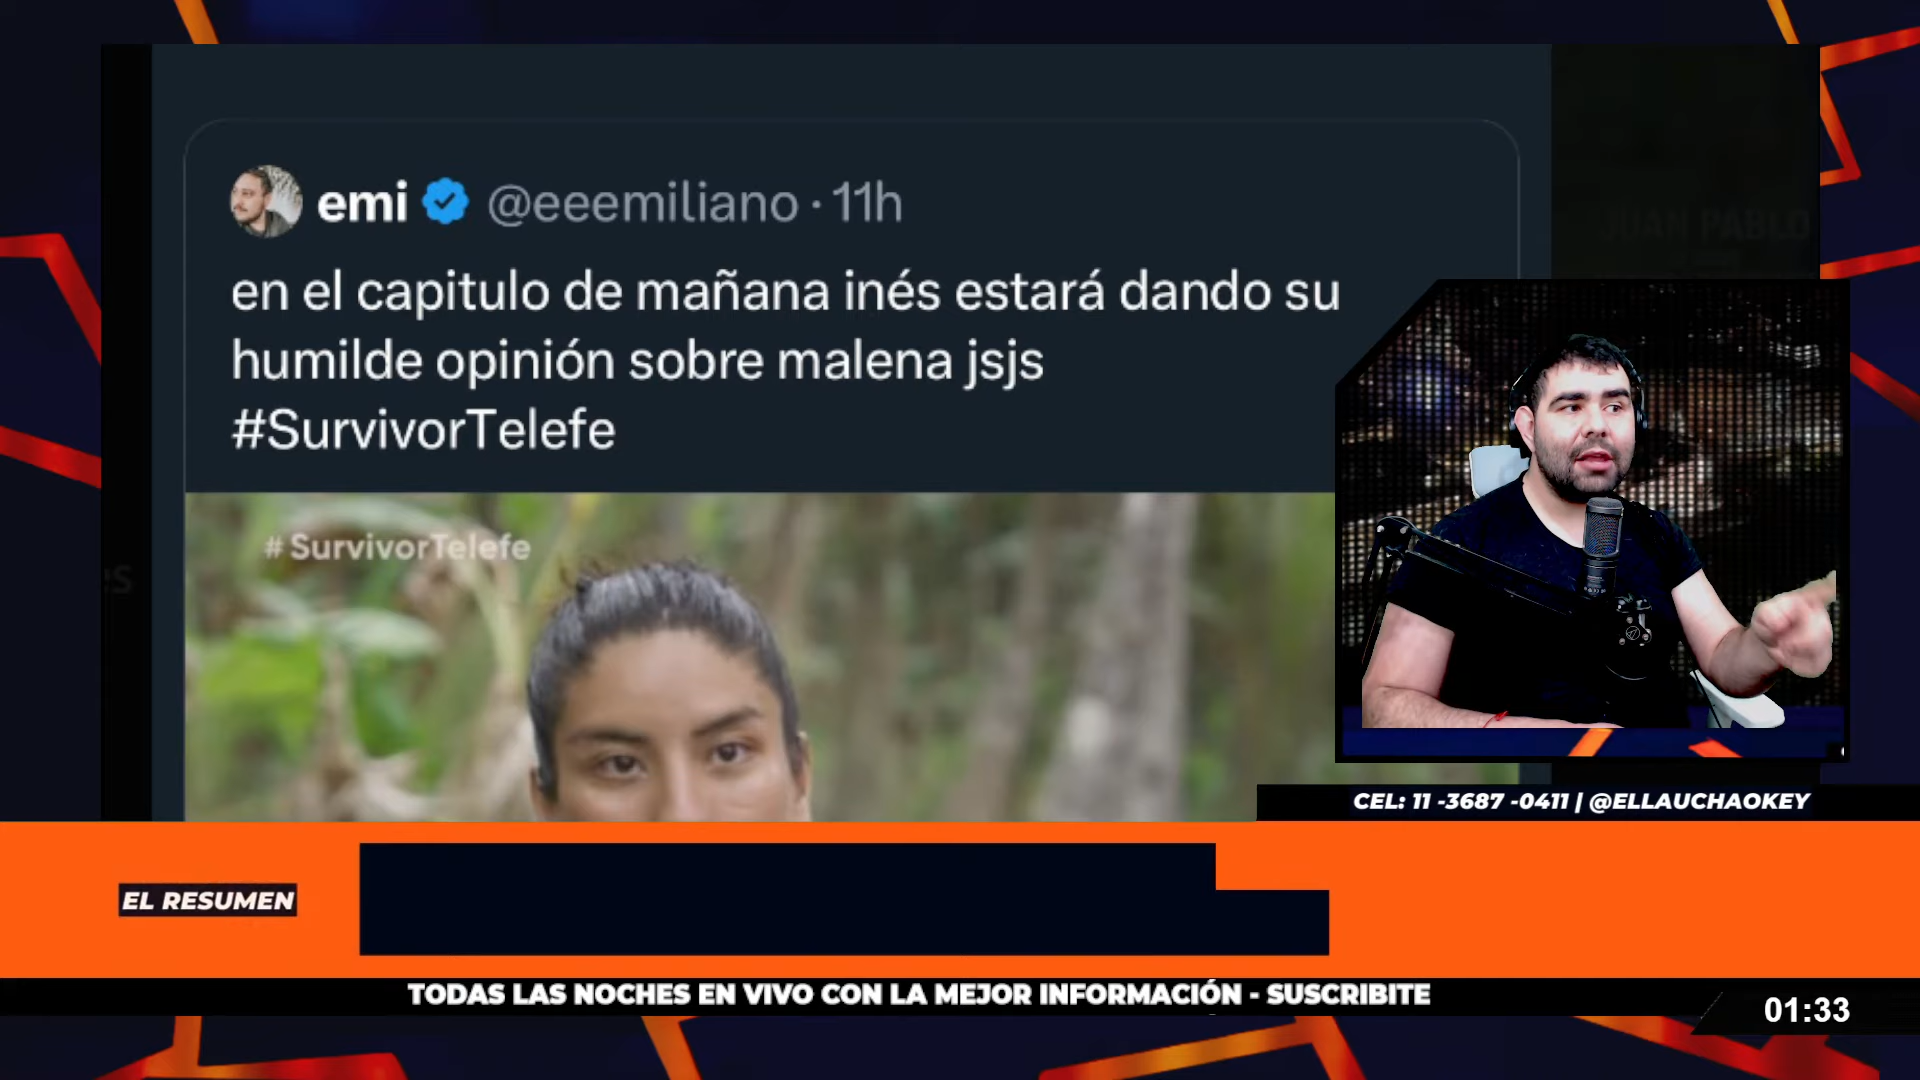 emi @eeemiliano · 11h
en el capitulo de mañana inés estará dando su
humilde opinión sobre malena jsjs
#SurvivorTelefe
# SurvivorTelefe
JUAN PABLO
CEL: 11 -3687 -0411 | @ELLAUCHAOKEY
EL RESUMEN
TODAS LAS NOCHES EN VIVO CON LA MEJOR INFORMACIÓN - SUSCRIBITE
01:33